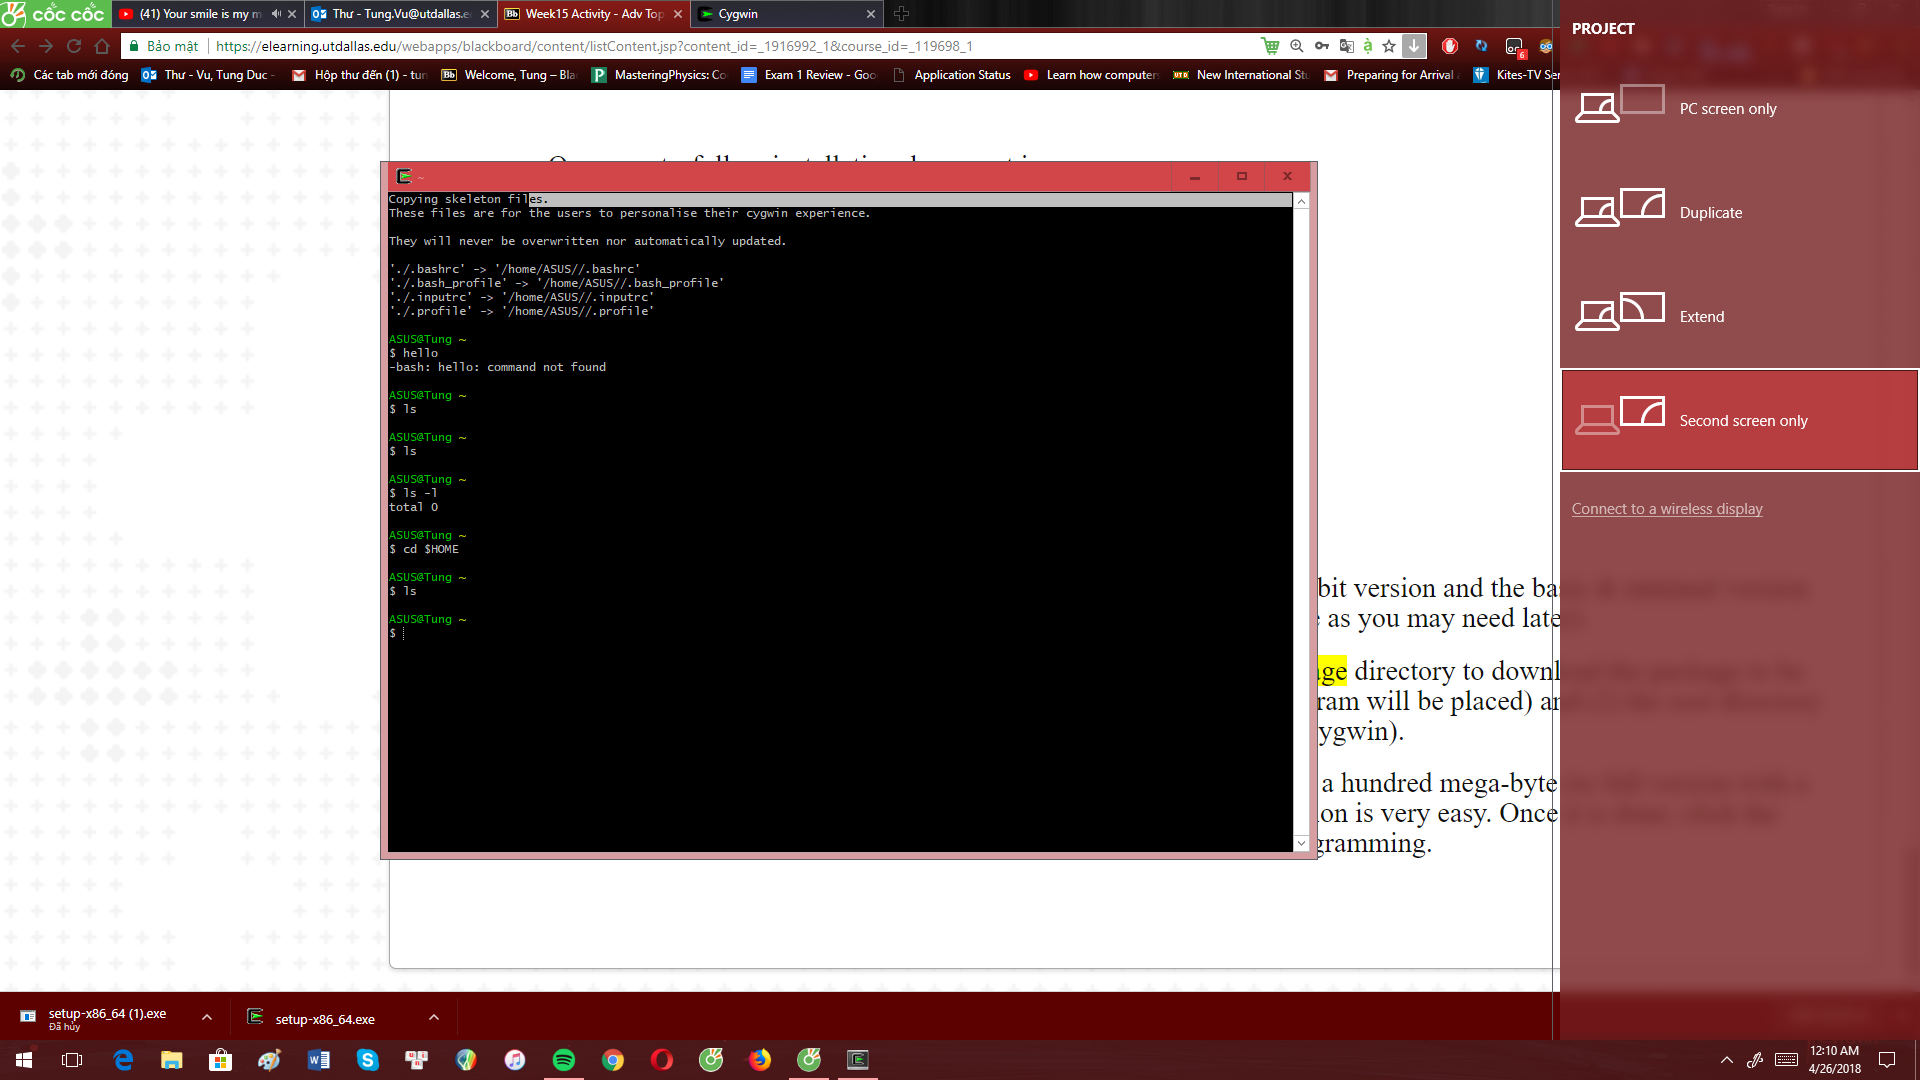 cốc cốc
(41) Your smile is my m
Thư - Tung.Vu@utdallas.e
Week15 Activity - Adv Top
Cygwin
Bảo mật
https://elearning.utdallas.edu/webapps/blackboard/content/listContent.jsp?content_id=_1916992_1&course_id=_119698_1
Các tab mới đóng
Thư - Vu, Tung Duc -
Hộp thư đến (1) - tun
Welcome, Tung – Bla
MasteringPhysics: Co
Exam 1 Review - Goo
Application Status
Learn how computer
New International Stu
Preparing for Arrival
Kites-TV Ser
~
Copying skeleton files.
These files are for the users to personalise their cygwin experience.
They will never be overwritten nor automatically updated.
'./.bashrc' -> '/home/ASUS//.bashrc'
'./.bash_profile' -> '/home/ASUS//.bash_profile'
'./.inputrc' -> '/home/ASUS//.inputrc'
'./.profile' -> '/home/ASUS//.profile'
ASUS@Tung ~
$ hello
-bash: hello: command not found
ASUS@Tung ~
$ ls
ASUS@Tung ~
$ ls
ASUS@Tung ~
$ ls -l
total 0
ASUS@Tung ~
$ cd $HOME
ASUS@Tung ~
$ ls
ASUS@Tung ~
$
bit version and the ba
as you may need late
age directory to downl
ram will be placed) a
ygwin).
a hundred mega-byte
on is very easy. Once
gramming.
PROJECT
PC screen only
Duplicate
Extend
Second screen only
Connect to a wireless display
setup-x86_64 (1).exe
Đã hủy
setup-x86_64.exe
12:10 AM
4/26/2018